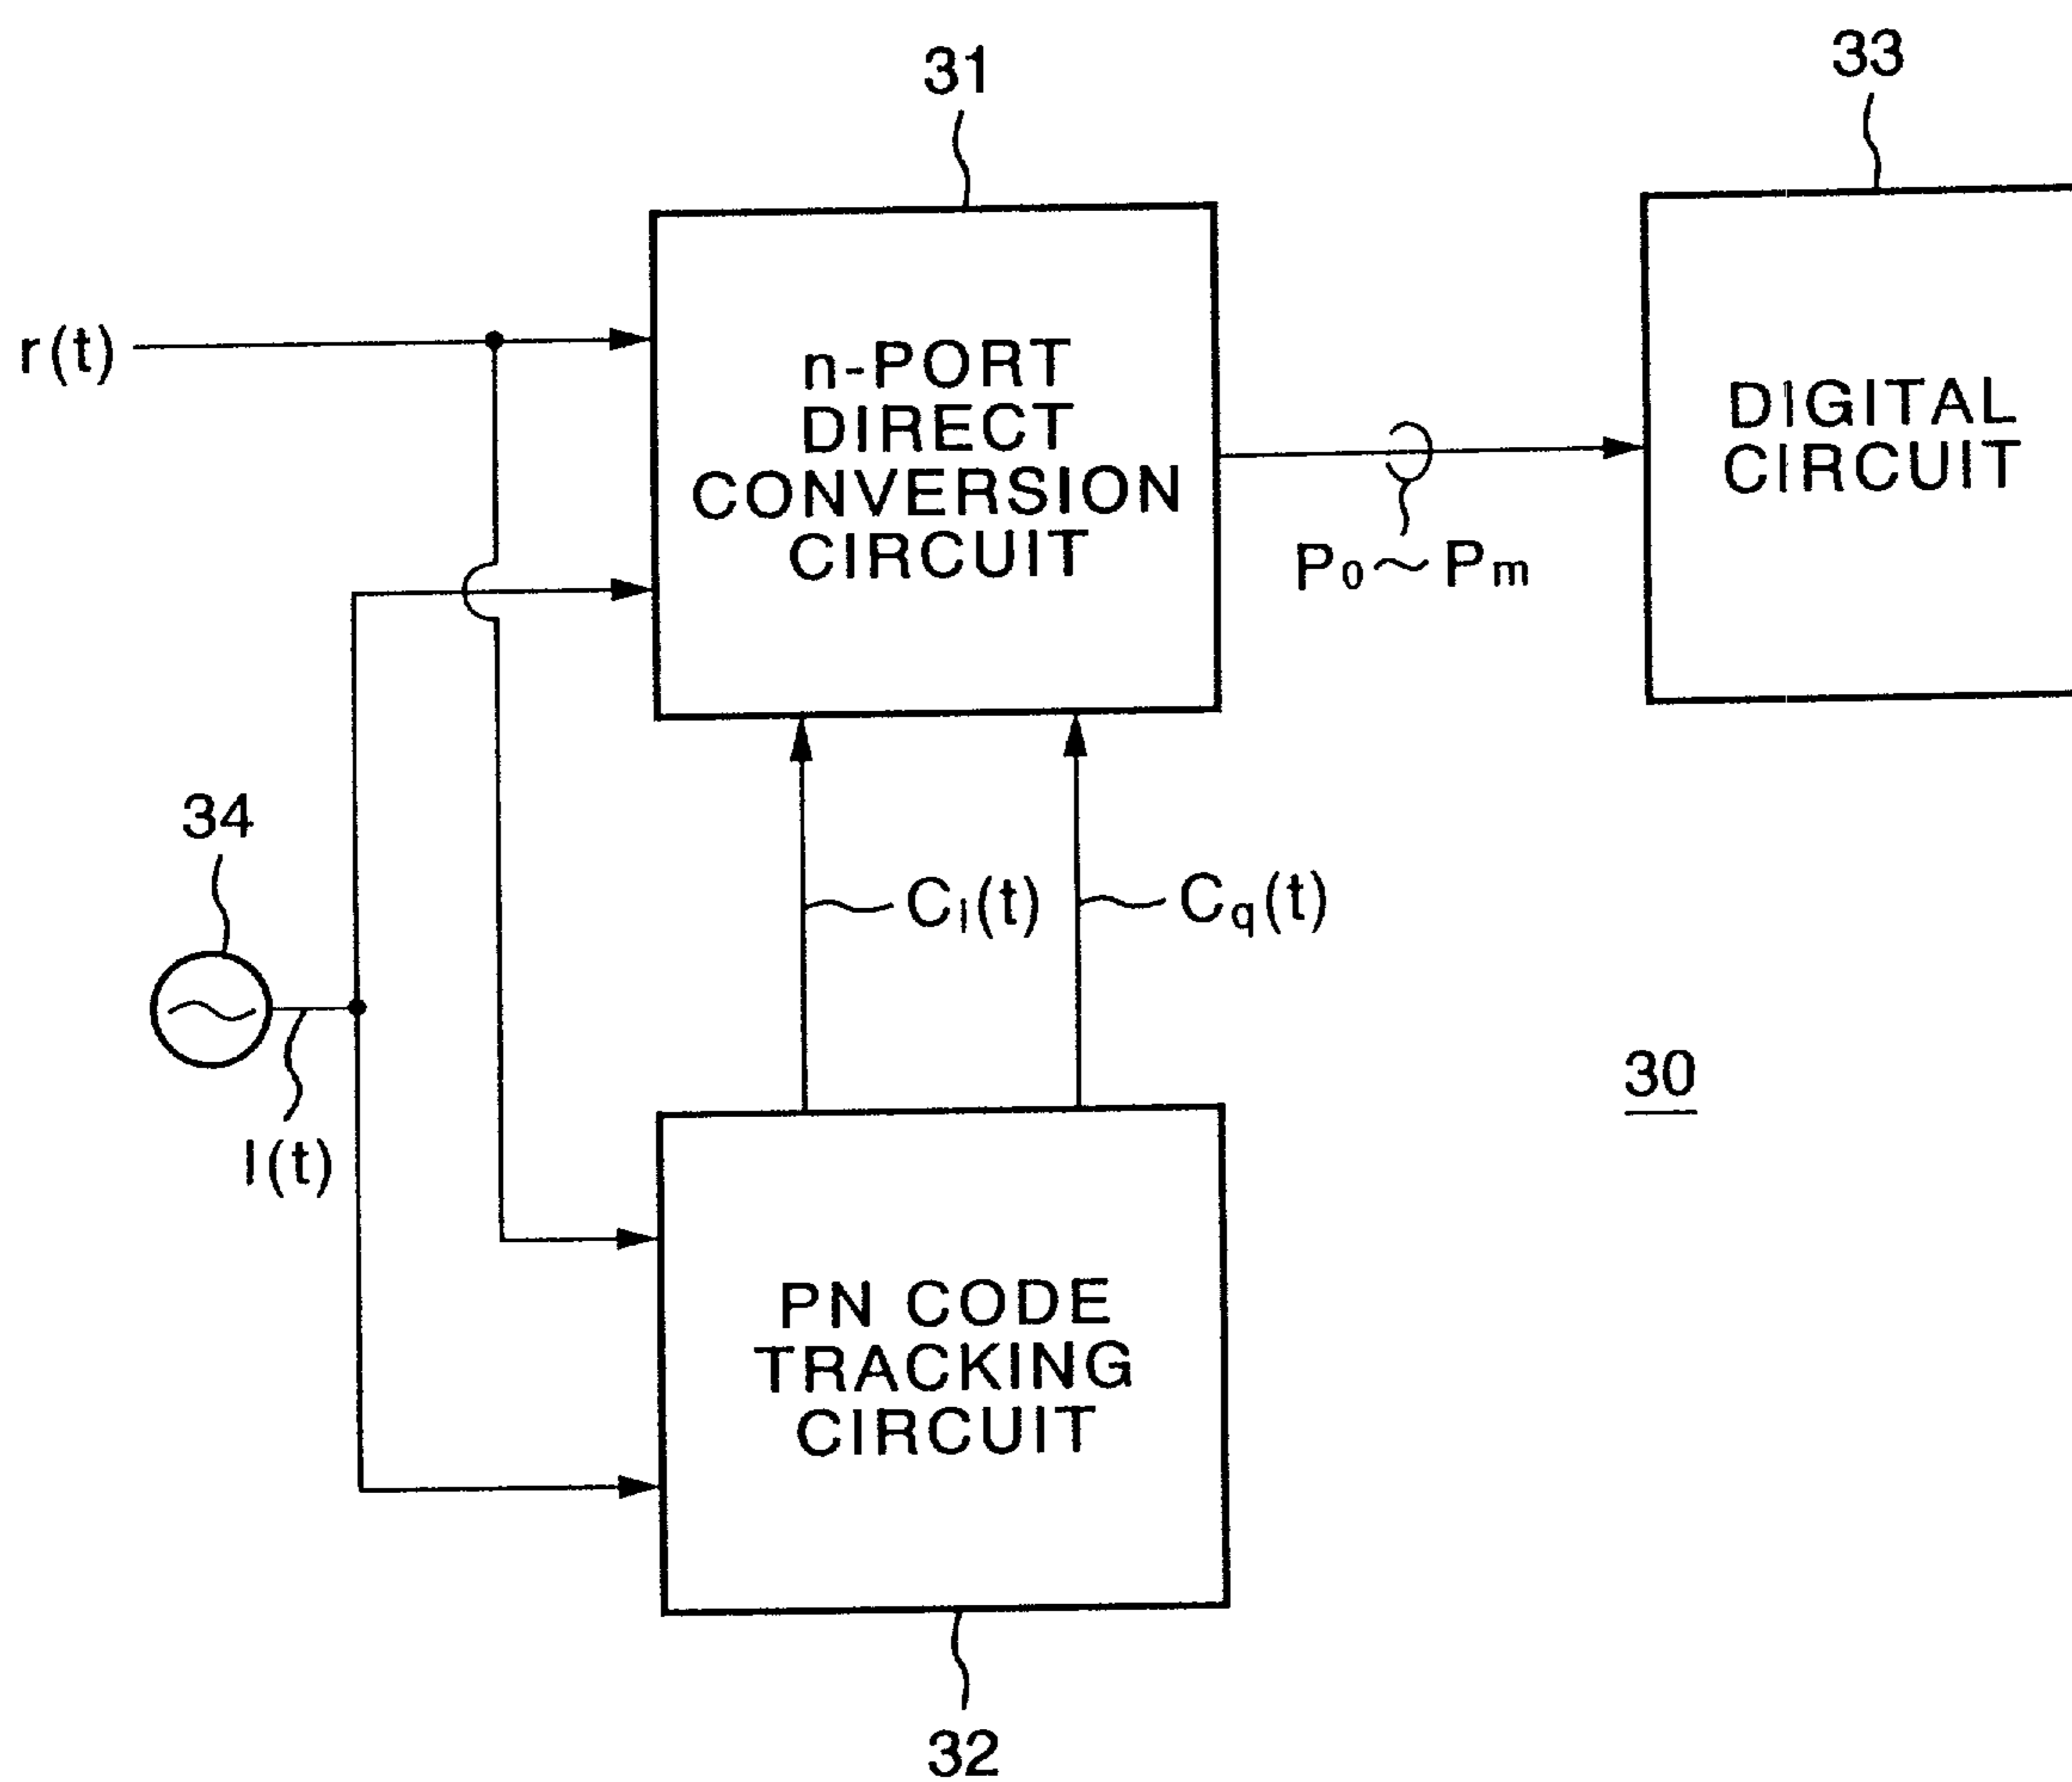 31
33
r(t)
n-PORT
DIRECT
CONVERSION
CIRCUIT
DIGITAL
CIRCUIT
P0~Pm
34
Ci(t)
Cq(t)
l(t)
30
PN CODE
TRACKING
CIRCUIT
32